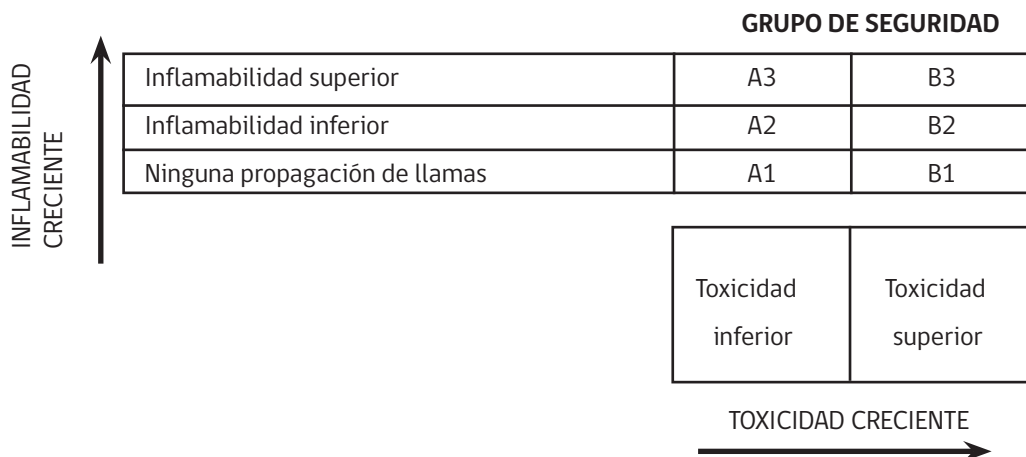 GRUPO DE SEGURIDAD
INFLAMABILIDAD
CRECIENTE
Inflamabilidad superior A3 B3
Inflamabilidad inferior A2 B2
Ninguna propagación de llamas A1 B1
Toxicidad Toxicidad
inferior superior
TOXICIDAD CRECIENTE